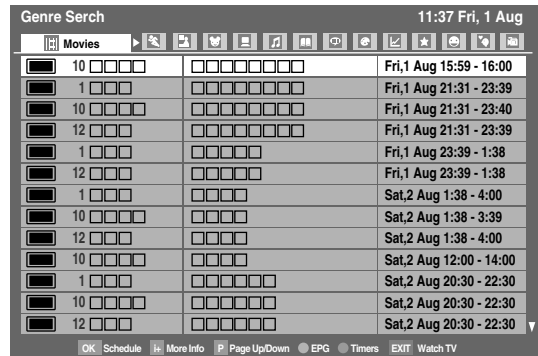 Genre Serch 11:37 Fri, 1 Aug
Movies
10 □□□□ □□□□□□□□ Fri,1 Aug 15:59 - 16:00
1 □□□ □□□□□□□□ Fri,1 Aug 21:31 - 23:39
10 □□□□ □□□□□□□□ Fri,1 Aug 21:31 - 23:40
12 □□□ □□□□□□□□ Fri,1 Aug 21:31 - 23:39
1 □□□ □□□□□ Fri,1 Aug 23:39 - 1:38
12 □□□ □□□□□ Fri,1 Aug 23:39 - 1:38
1 □□□ □□□□ Sat,2 Aug 1:38 - 4:00
10 □□□□ □□□□ Sat,2 Aug 1:38 - 3:39
12 □□□ □□□□ Sat,2 Aug 1:38 - 4:00
10 □□□□ □□□□ Sat,2 Aug 12:00 - 14:00
1 □□□ □□□□□□ Sat,2 Aug 20:30 - 22:30
10 □□□□ □□□□□□ Sat,2 Aug 20:30 - 22:30
12 □□□ □□□□□□ Sat,2 Aug 20:30 - 22:30
OK Schedule i+ More Info P Page Up/Down EPG Timers EXIT Watch TV